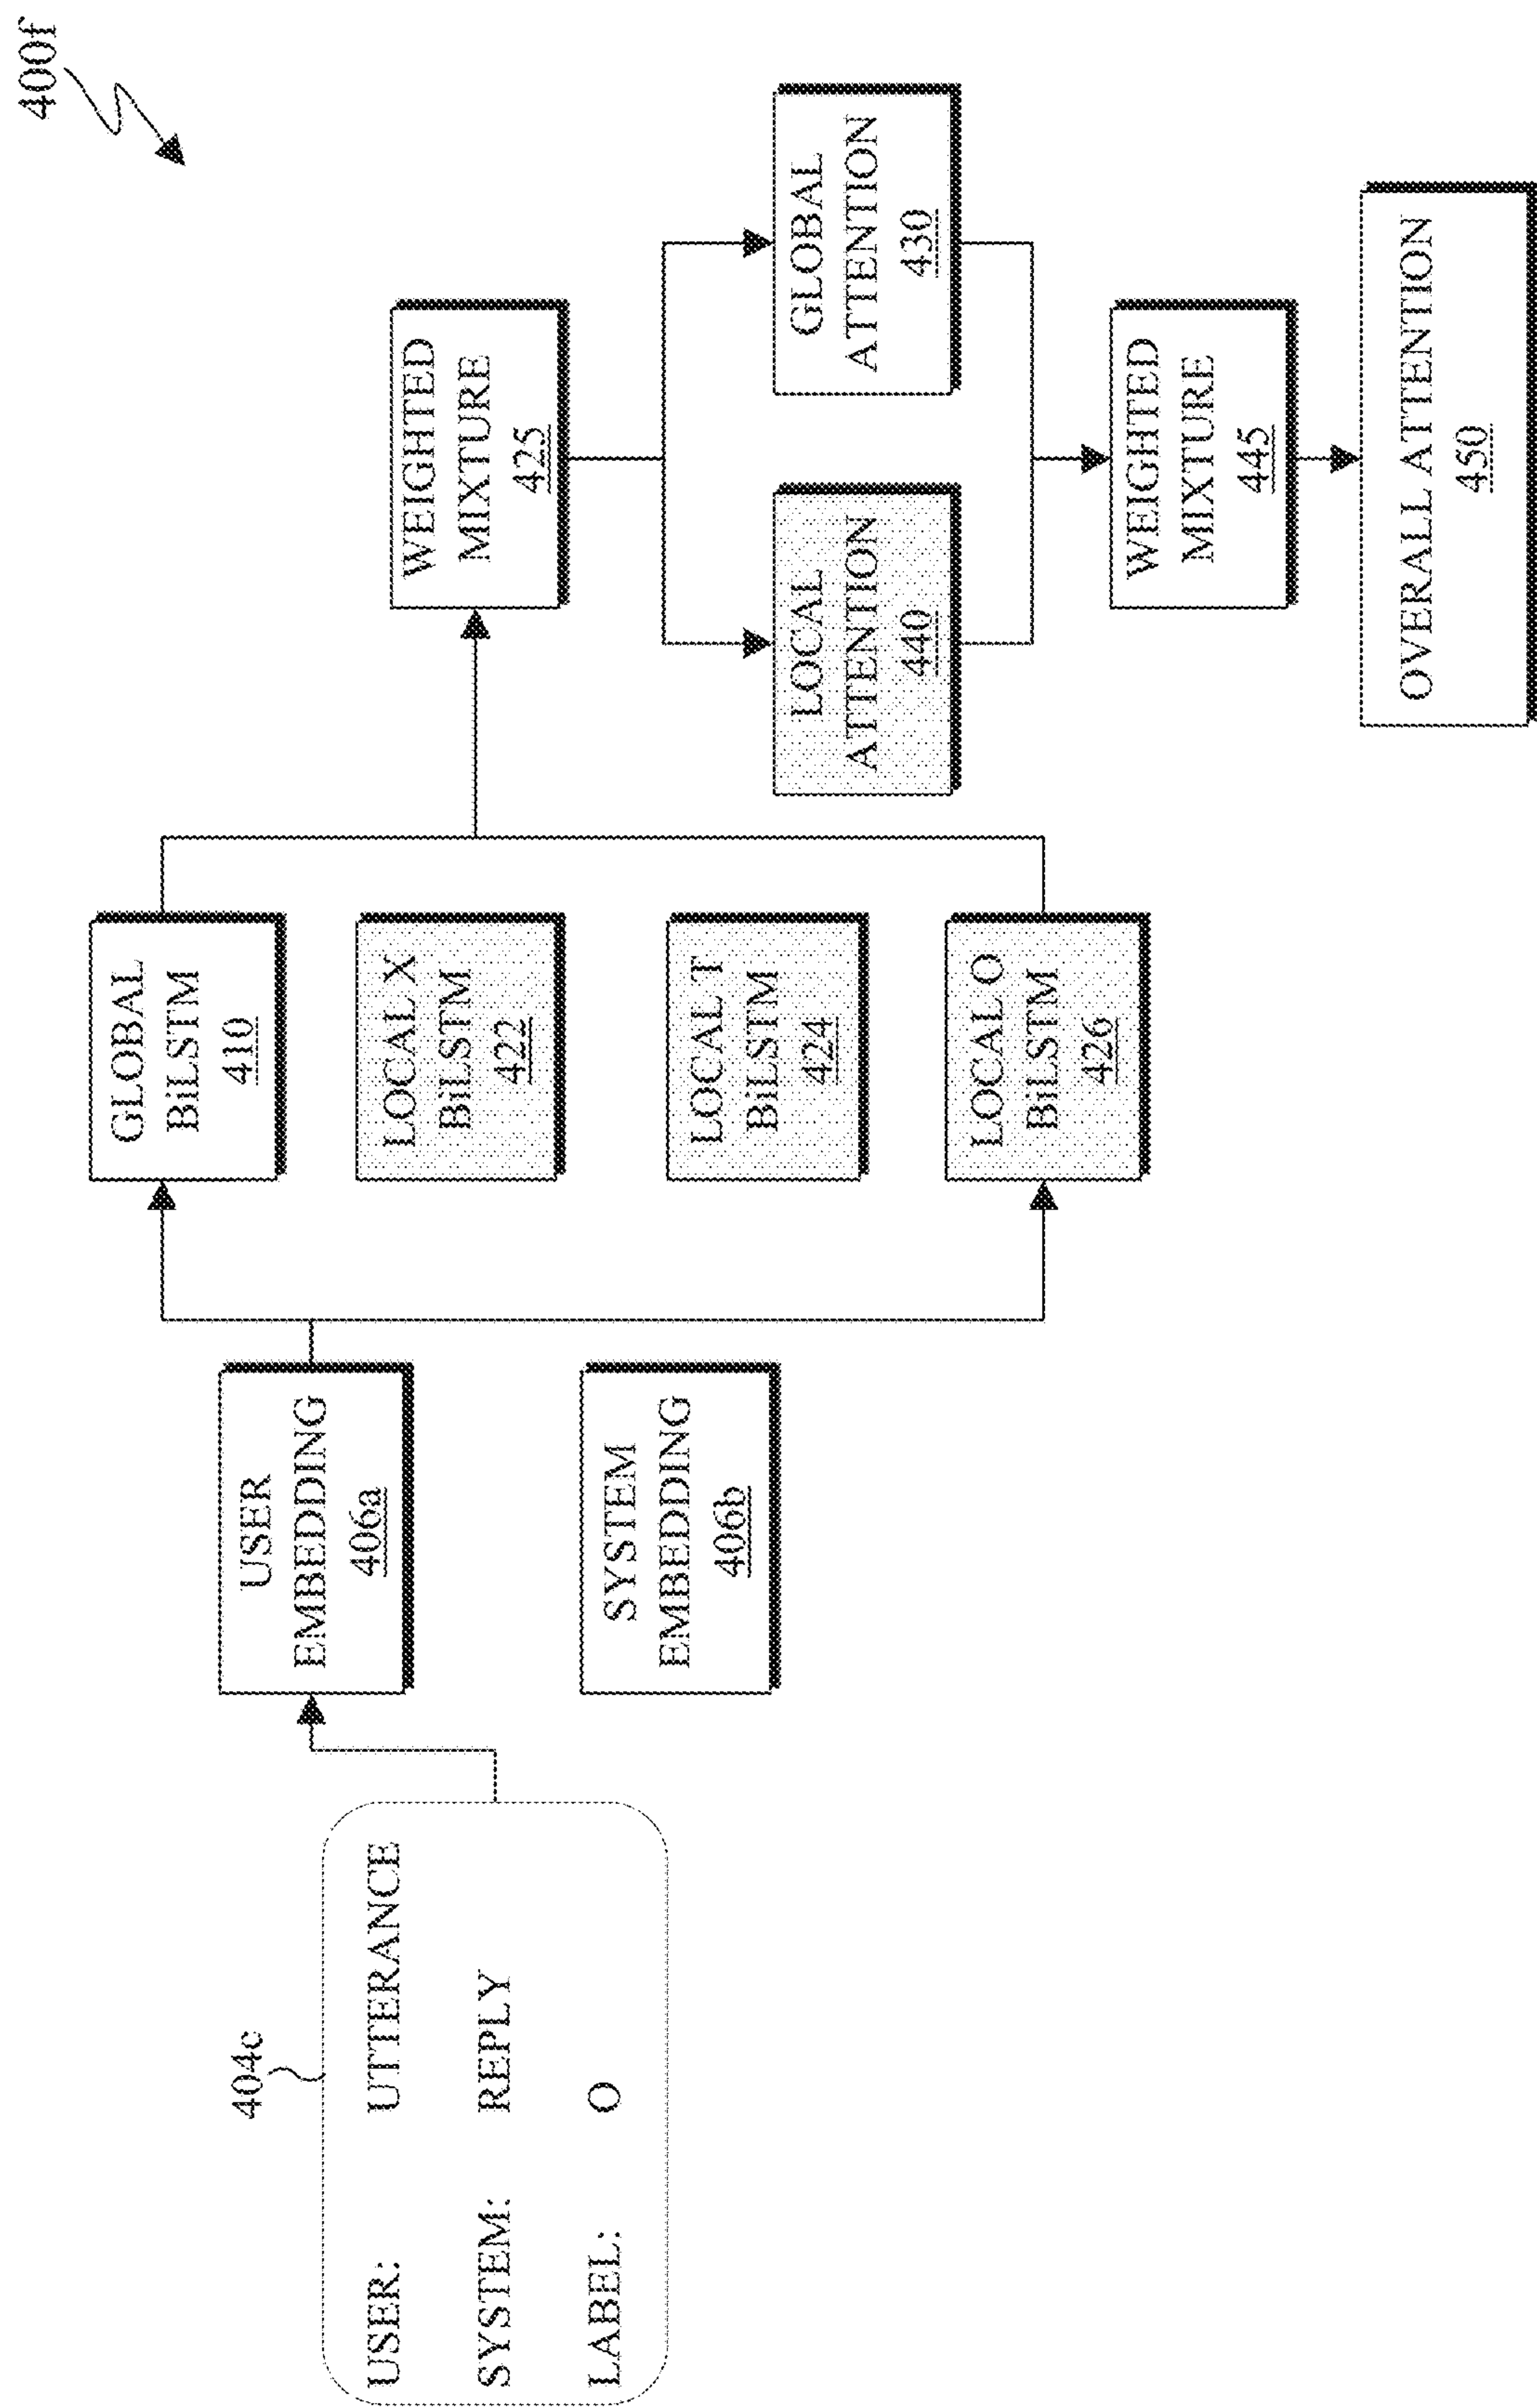 400f
404c
USER: UTTERANCE
SYSTEM: REPLY
LABEL: O
USER
EMBEDDING
406a
SYSTEM
EMBEDDING
406b
GLOBAL
BiLSTM
410
LOCAL X
BiLSTM
422
LOCAL T
BiLSTM
424
LOCAL O
BiLSTM
426
WEIGHTED
MIXTURE
425
LOCAL
ATTENTION
440
GLOBAL
ATTENTION
430
WEIGHTED
MIXTURE
445
OVERALL ATTENTION
450